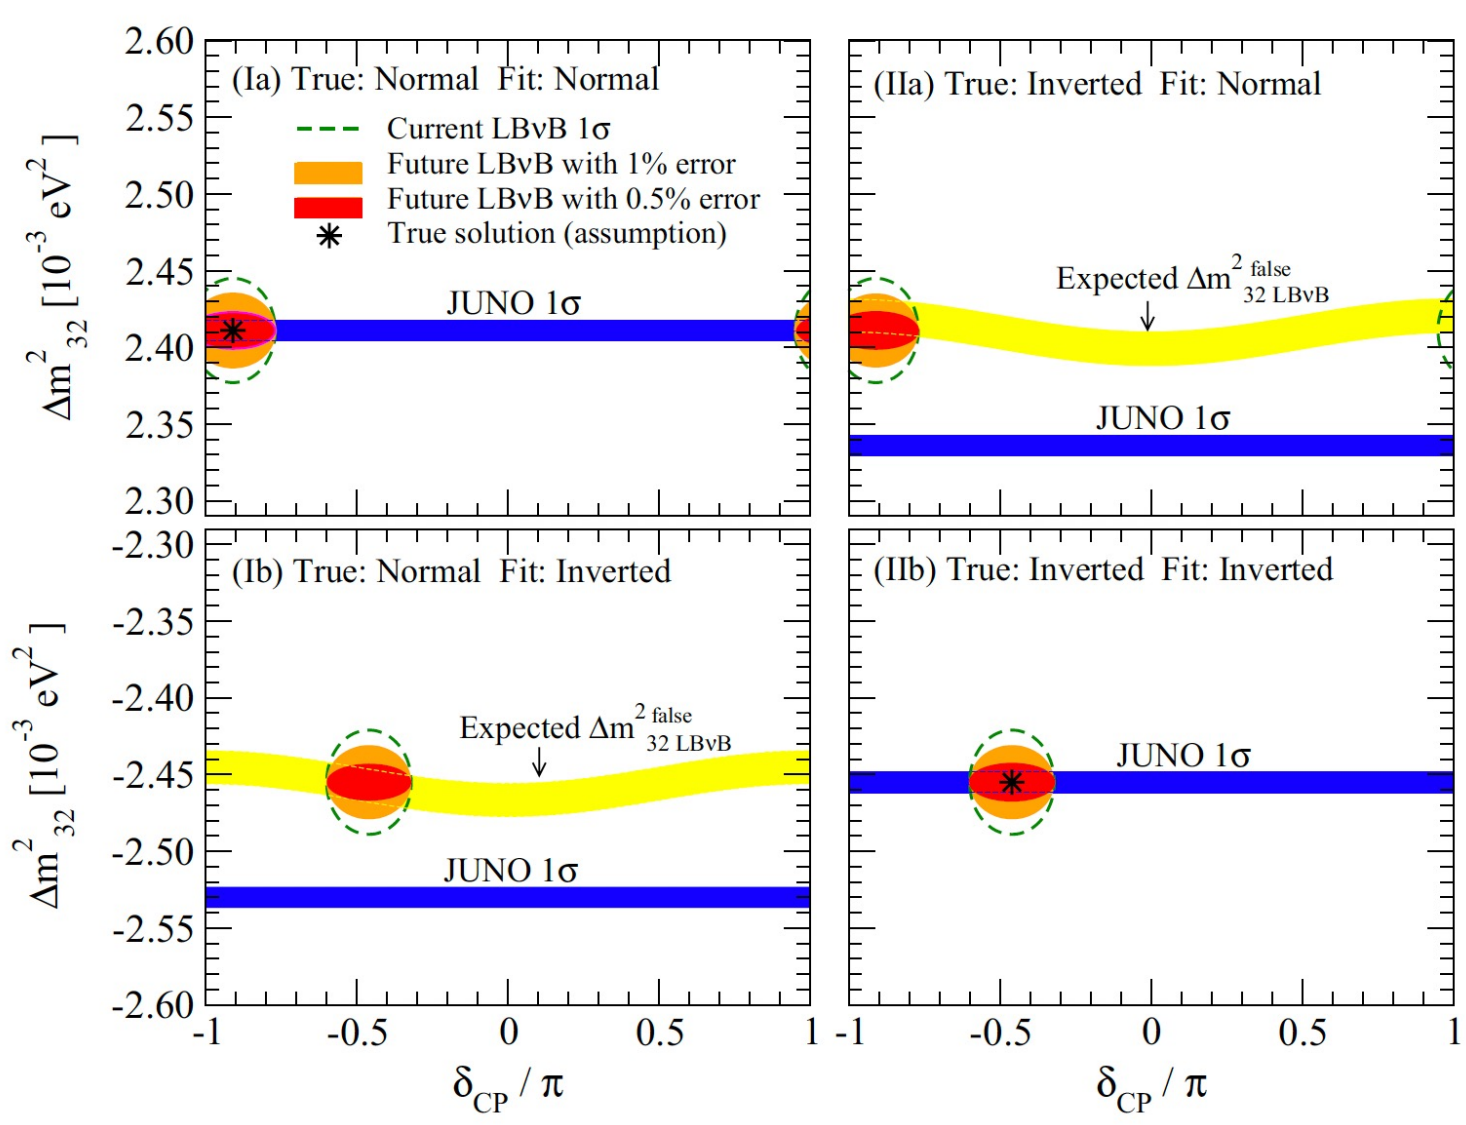 (Ia) True: Normal Fit: Normal
Current LBνB 1σ
Future LBνB with 1% error
Future LBνB with 0.5% error
True solution (assumption)
JUNO 1σ
2.60
2.55
2.50
2.45
2.40
2.35
2.30
Δm²₃₂ [10⁻³ eV²]
(IIa) True: Inverted Fit: Normal
Expected Δm² ᶠᵃˡˢᵉ ₃₂ LBνB
JUNO 1σ
(Ib) True: Normal Fit: Inverted
Expected Δm² ᶠᵃˡˢᵉ ₃₂ LBνB
JUNO 1σ
-2.30
-2.35
-2.40
-2.45
-2.50
-2.55
-2.60
Δm²₃₂ [10⁻³ eV²]
(IIb) True: Inverted Fit: Inverted
JUNO 1σ
-1 -0.5 0 0.5 1
-1 -0.5 0 0.5 1
δCP / π
δCP / π